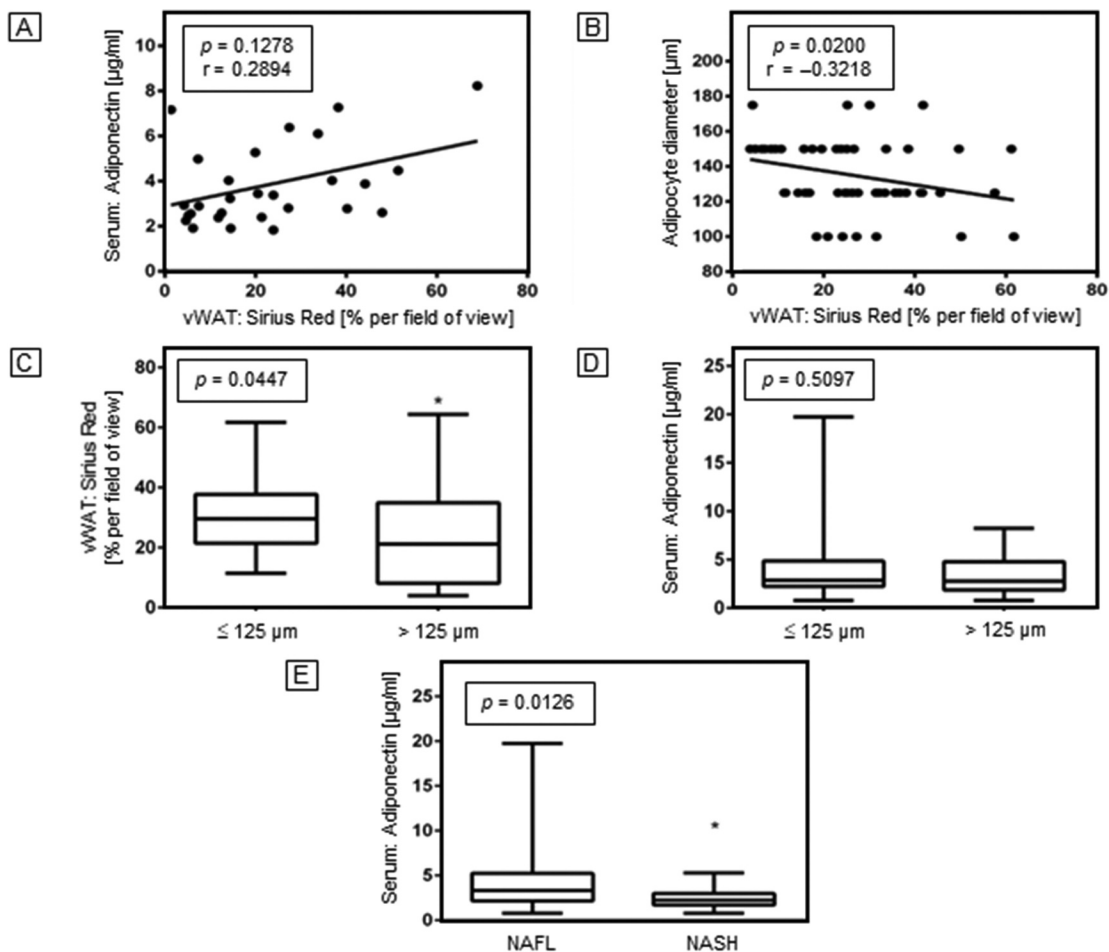 A
p = 0.1278
r = 0.2894
Serum: Adiponectin [µg/ml]
10
8
6
4
2
0
0 20 40 60 80
vWAT: Sirius Red [% per field of view]
B
p = 0.0200
r = –0.3218
Adipocyte diameter [µm]
200
180
160
140
120
100
80
0 20 40 60 80
vWAT: Sirius Red [% per field of view]
C
p = 0.0447
vWAT: Sirius Red
[% per field of view]
80
60
40
20
0
*
≤ 125 µm > 125 µm
D
p = 0.5097
Serum: Adiponectin [µg/ml]
25
20
15
10
5
0
≤ 125 µm > 125 µm
E
p = 0.0126
Serum: Adiponectin [µg/ml]
25
20
15
10
5
0
*
NAFL NASH